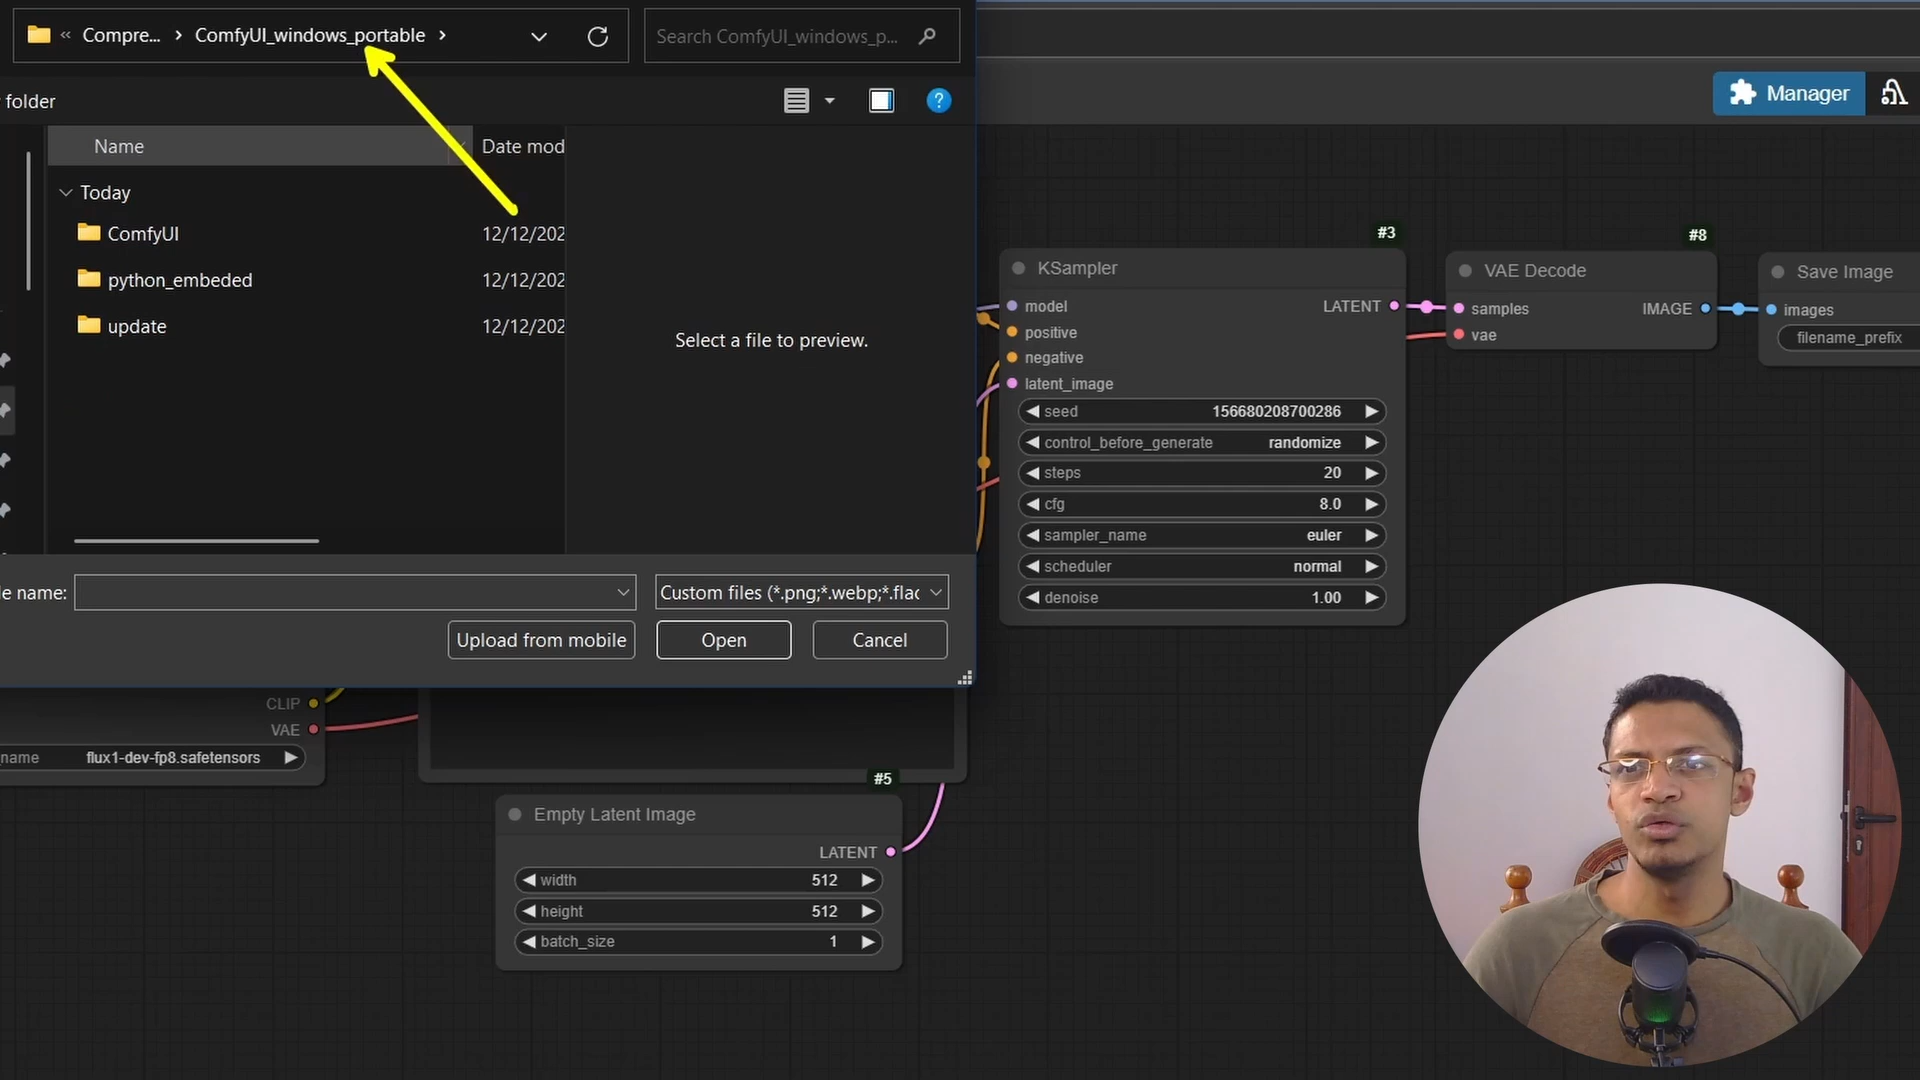 Compre... › ComfyUI_windows_portable ›
Search ComfyUI_windows_p...
folder
Manager
Name
Date mod
Today
ComfyUI 12/12/202
python_embeded 12/12/202
update 12/12/202
Select a file to preview.
e name:
Custom files (*.png;*.webp;*.flac
Upload from mobile
Open
Cancel
#3
KSampler
model
LATENT
positive
negative
latent_image
seed 156680208700286
control_before_generate randomize
steps 20
cfg 8.0
sampler_name euler
scheduler normal
denoise 1.00
#8
VAE Decode
samples
IMAGE
vae
Save Image
images
filename_prefix
CLIP
VAE
name flux1-dev-fp8.safetensors
#5
Empty Latent Image
LATENT
width 512
height 512
batch_size 1